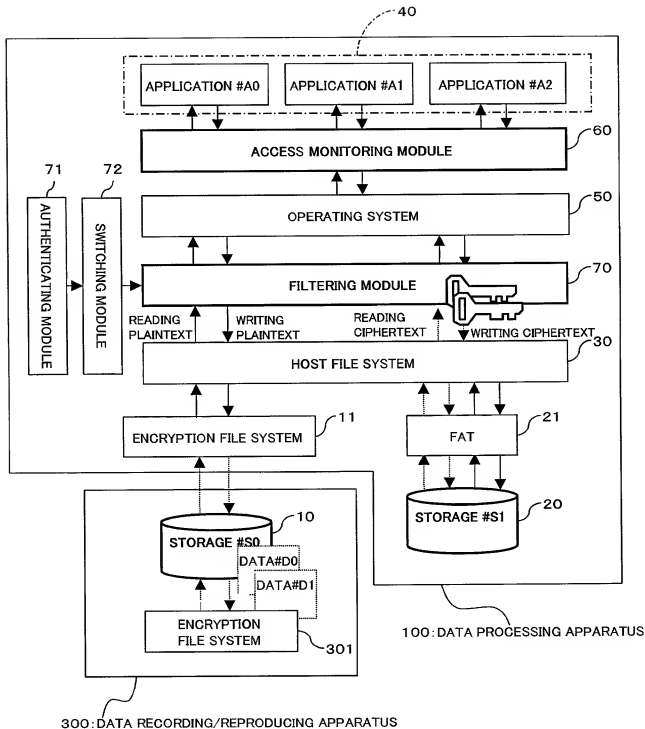 40
APPLICATION #A0
APPLICATION #A1
APPLICATION #A2
60
ACCESS MONITORING MODULE
71
72
50
OPERATING SYSTEM
AUTHENTICATING MODULE
SWITCHING MODULE
70
FILTERING MODULE
READING
PLAINTEXT
WRITING
PLAINTEXT
READING
CIPHERTEXT
WRITING CIPHERTEXT
30
HOST FILE SYSTEM
11
ENCRYPTION FILE SYSTEM
21
FAT
10
STORAGE #S0
20
STORAGE #S1
DATA#D0
DATA#D1
ENCRYPTION
FILE SYSTEM
301
100:DATA PROCESSING APPARATUS
300:DATA RECORDING/REPRODUCING APPARATUS